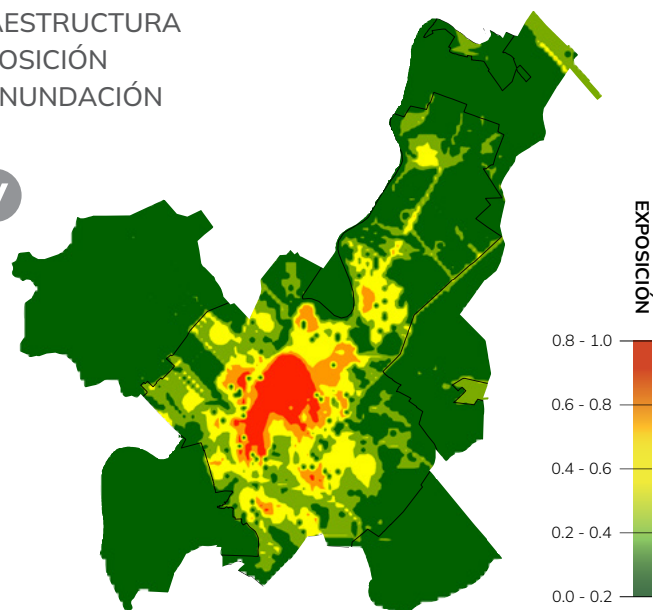 AESTRUCTURA
OSICIÓN
NUNDACIÓN
EXPOSICIÓN
0.8 - 1.0
0.6 - 0.8
0.4 - 0.6
0.2 - 0.4
0.0 - 0.2